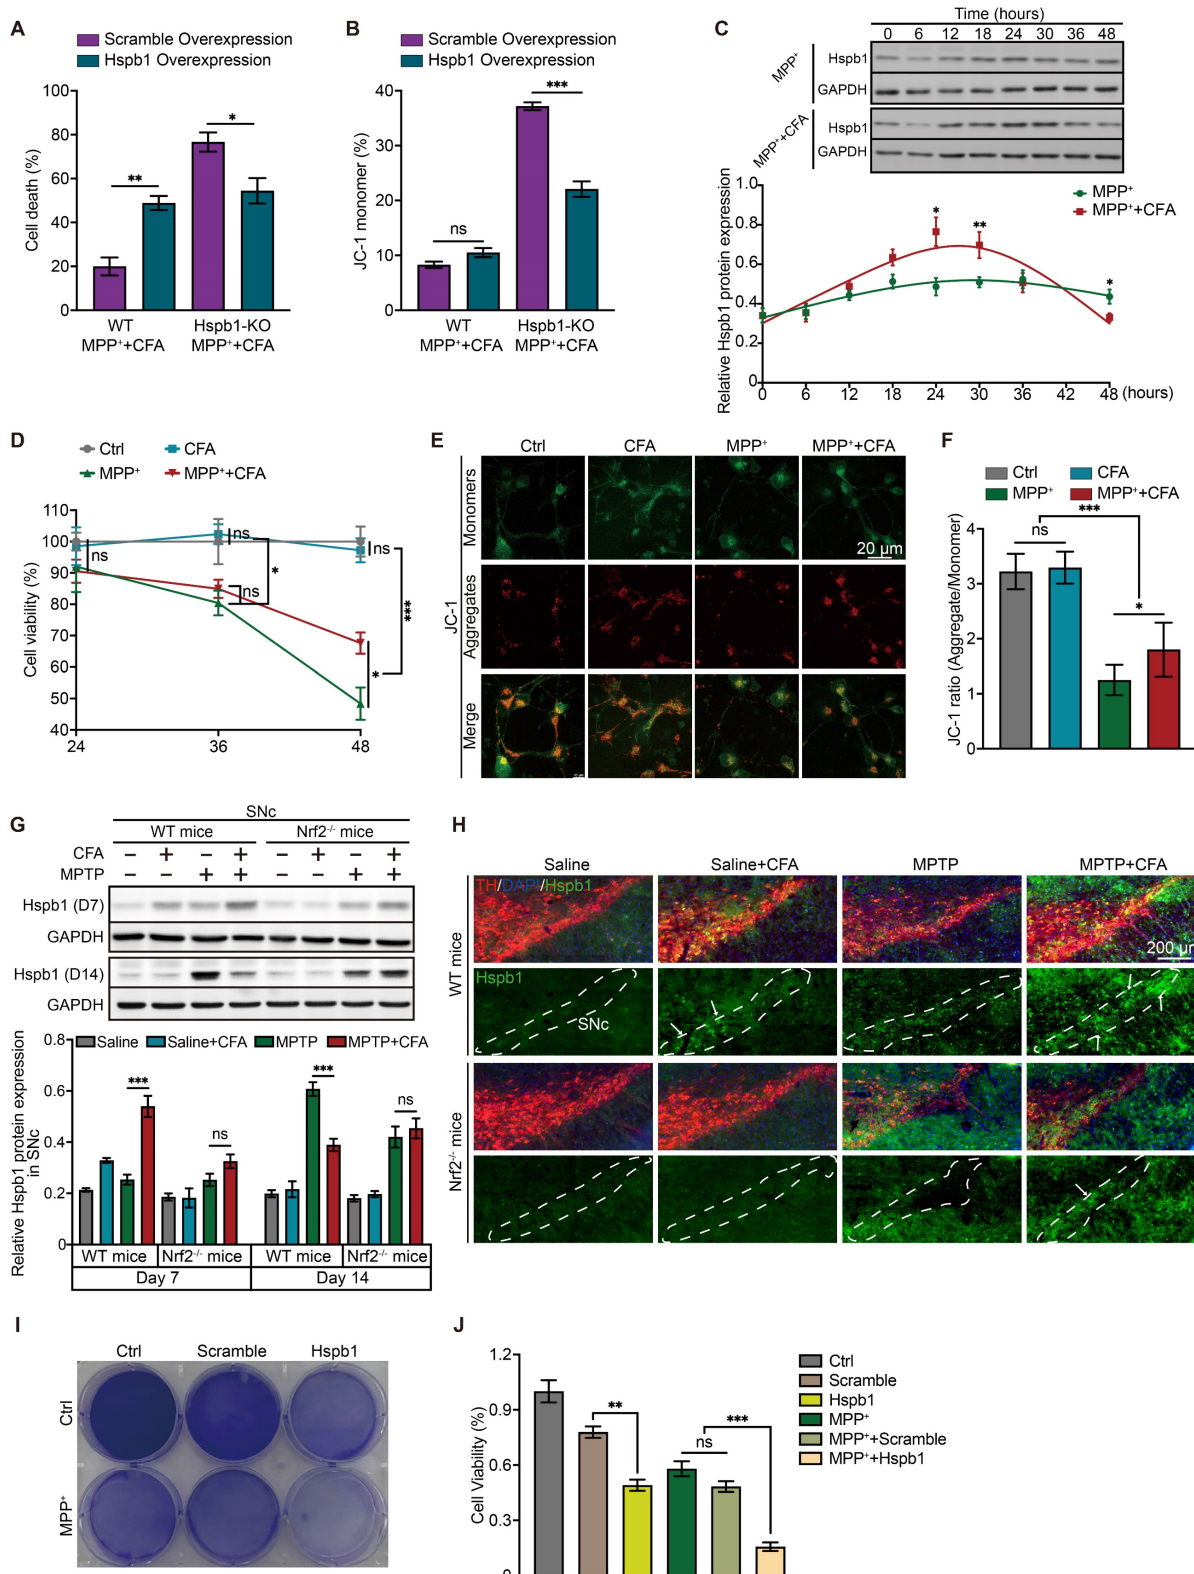 A
Scramble Overexpression
Hspb1 Overexpression
Cell death (%)
100
80
60
40
20
0
**
*
WT
MPP⁺+CFA
Hspb1-KO
MPP⁺+CFA
B
Scramble Overexpression
Hspb1 Overexpression
JC-1 monomer (%)
40
30
20
10
0
ns
***
WT
MPP⁺+CFA
Hspb1-KO
MPP⁺+CFA
C
Time (hours)
0 6 12 18 24 30 36 48
MPP⁺
Hspb1
GAPDH
MPP⁺+CFA
Hspb1
GAPDH
Relative Hspb1 protein expression
1.0
0.8
0.6
0.4
0.2
0
MPP⁺
MPP⁺+CFA
*
**
*
0 6 12 18 24 30 36 42 48 (hours)
D
Ctrl
CFA
MPP⁺
MPP⁺+CFA
Cell viability (%)
110
100
90
80
70
60
50
40
ns
ns
ns
*
ns
*
***
24 36 48
E
Ctrl CFA MPP⁺ MPP⁺+CFA
JC-1
Monomers
20 µm
Aggregates
Merge
F
Ctrl
CFA
MPP⁺
MPP⁺+CFA
JC-1 ratio (Aggregate/Monomer)
4
3
2
1
0
ns
***
*
G
SNc
WT mice Nrf2⁻/⁻ mice
CFA − + − + − + − +
MPTP − − + + − − + +
Hspb1 (D7)
GAPDH
Hspb1 (D14)
GAPDH
Relative Hspb1 protein expression
in SNc
0.8
0.6
0.4
0.2
0
Saline Saline+CFA MPTP MPTP+CFA
***
ns
***
ns
WT mice Nrf2⁻/⁻ mice WT mice Nrf2⁻/⁻ mice
Day 7 Day 14
H
Saline Saline+CFA MPTP MPTP+CFA
WT mice
TH/DAPI/Hspb1
200 µm
Hspb1
SNc
Nrf2⁻/⁻ mice
I
Ctrl Scramble Hspb1
Ctrl
MPP⁺
J
Cell Viability (%)
1.2
0.9
0.6
0.3
0
**
ns
***
Ctrl
Scramble
Hspb1
MPP⁺
MPP⁺+Scramble
MPP⁺+Hspb1